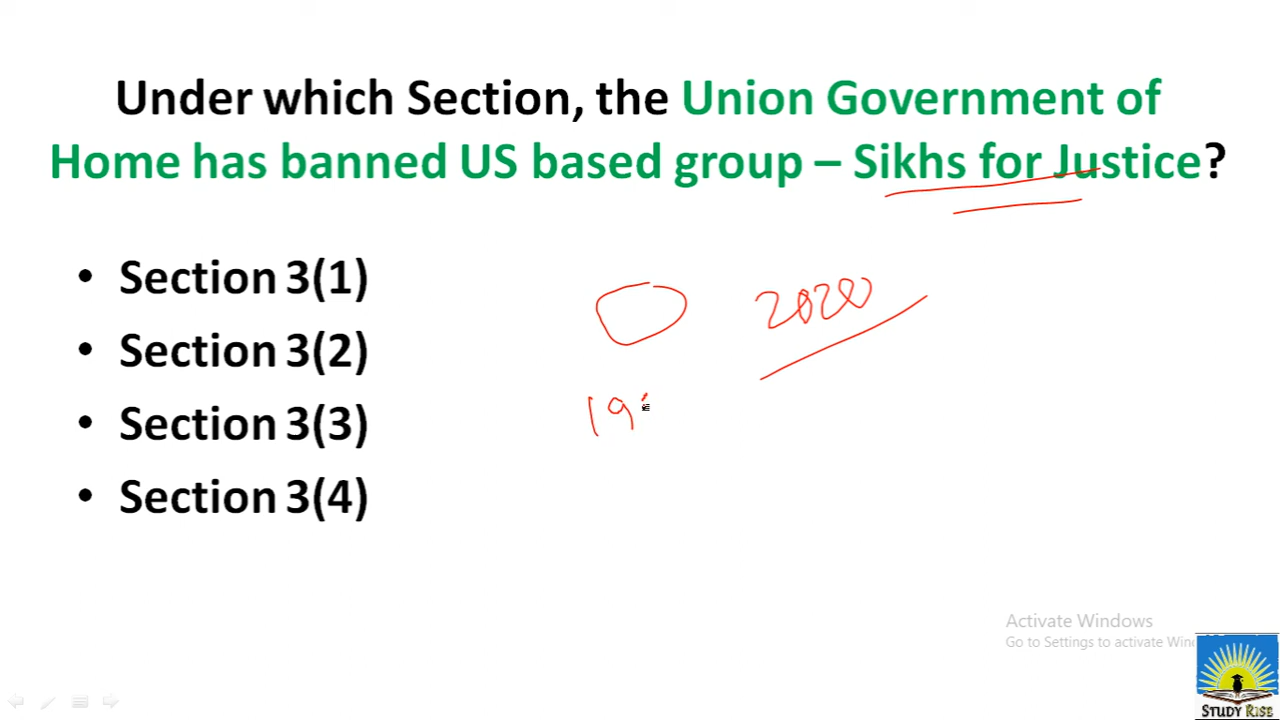 Under which Section, the Union Government of
Home has banned US based group – Sikhs for Justice?
• Section 3(1)
• Section 3(2)
• Section 3(3)
• Section 3(4)
2020
19
Activate Windows
Go to Settings to activate
STUDY RISE